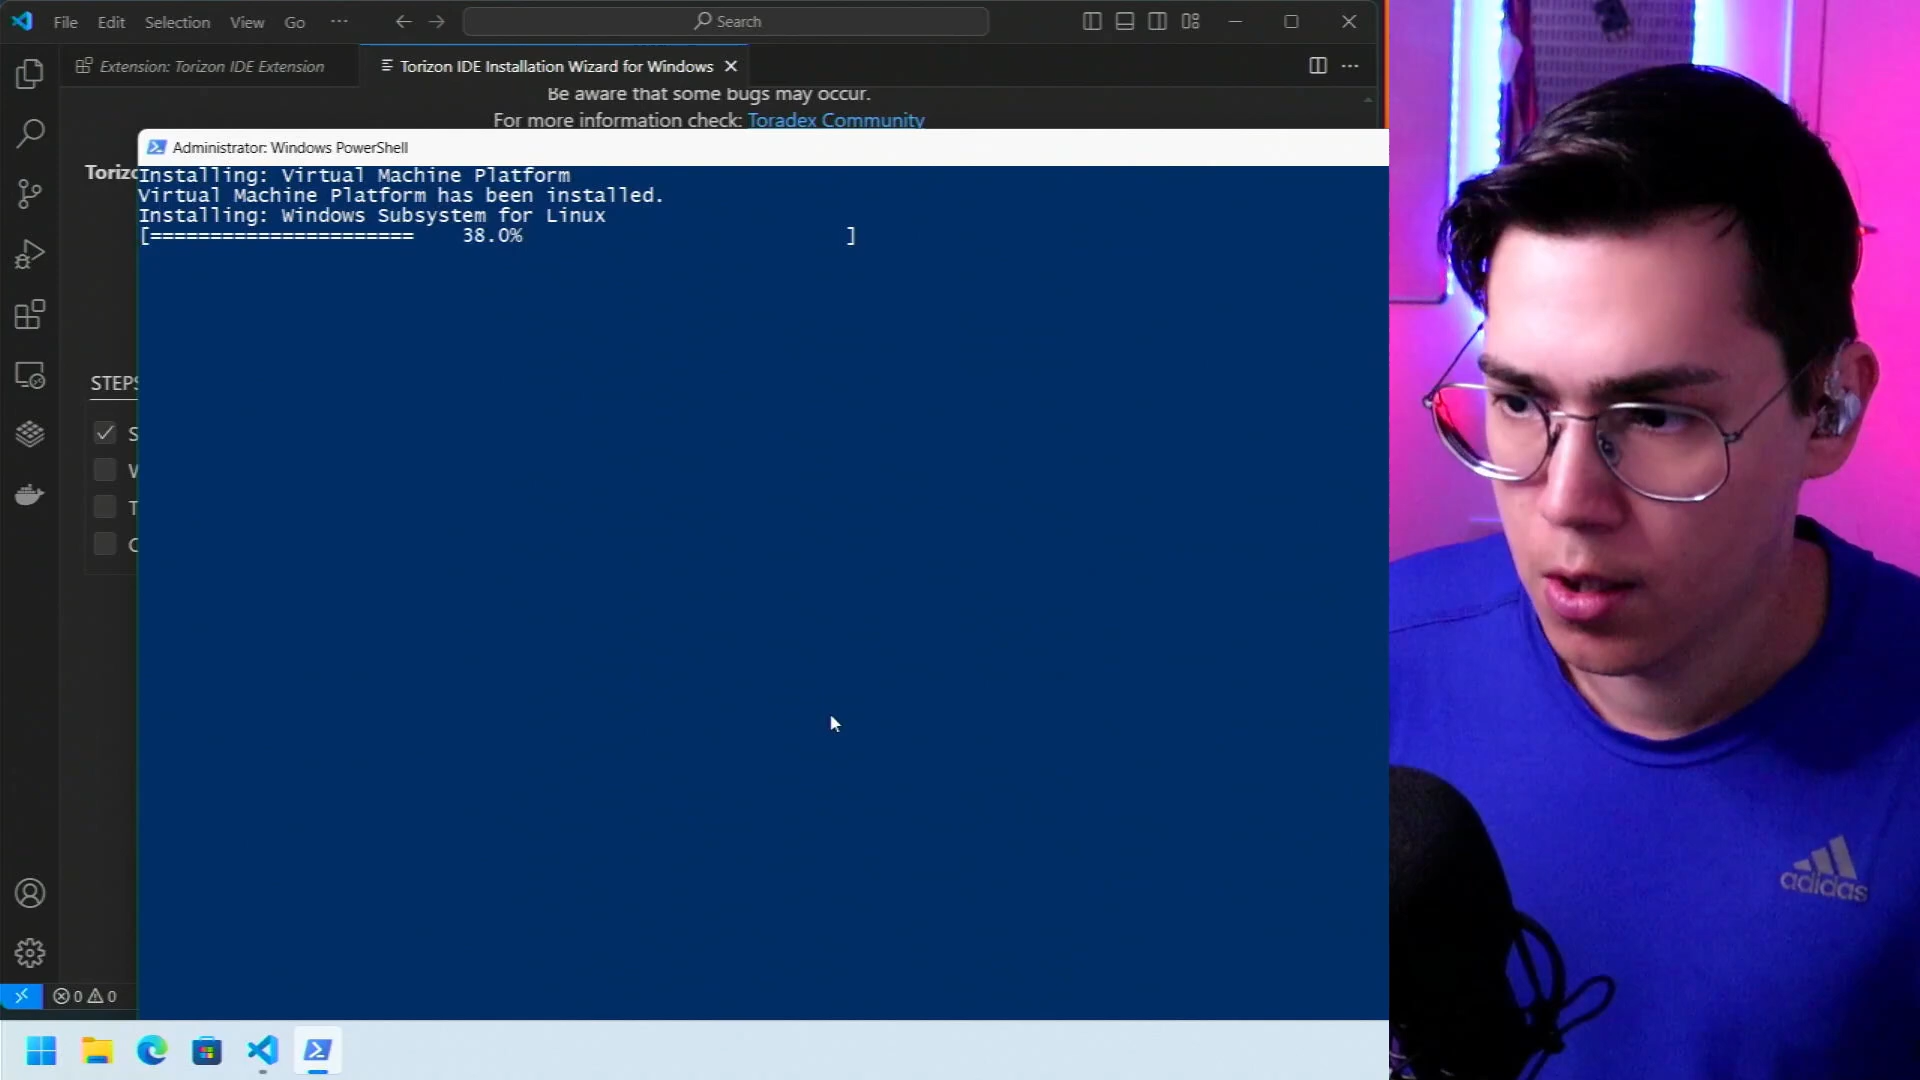 File Edit Selection View Go ···
Search
Extension: Torizon IDE Extension
Torizon IDE Installation Wizard for Windows
Be aware that some bugs may occur.
For more information check: Toradex Community
Administrator: Windows PowerShell
Installing: Virtual Machine Platform
Virtual Machine Platform has been installed.
Installing: Windows Subsystem for Linux
[====================== 38.0% ]
STEPS
0 0
adidas